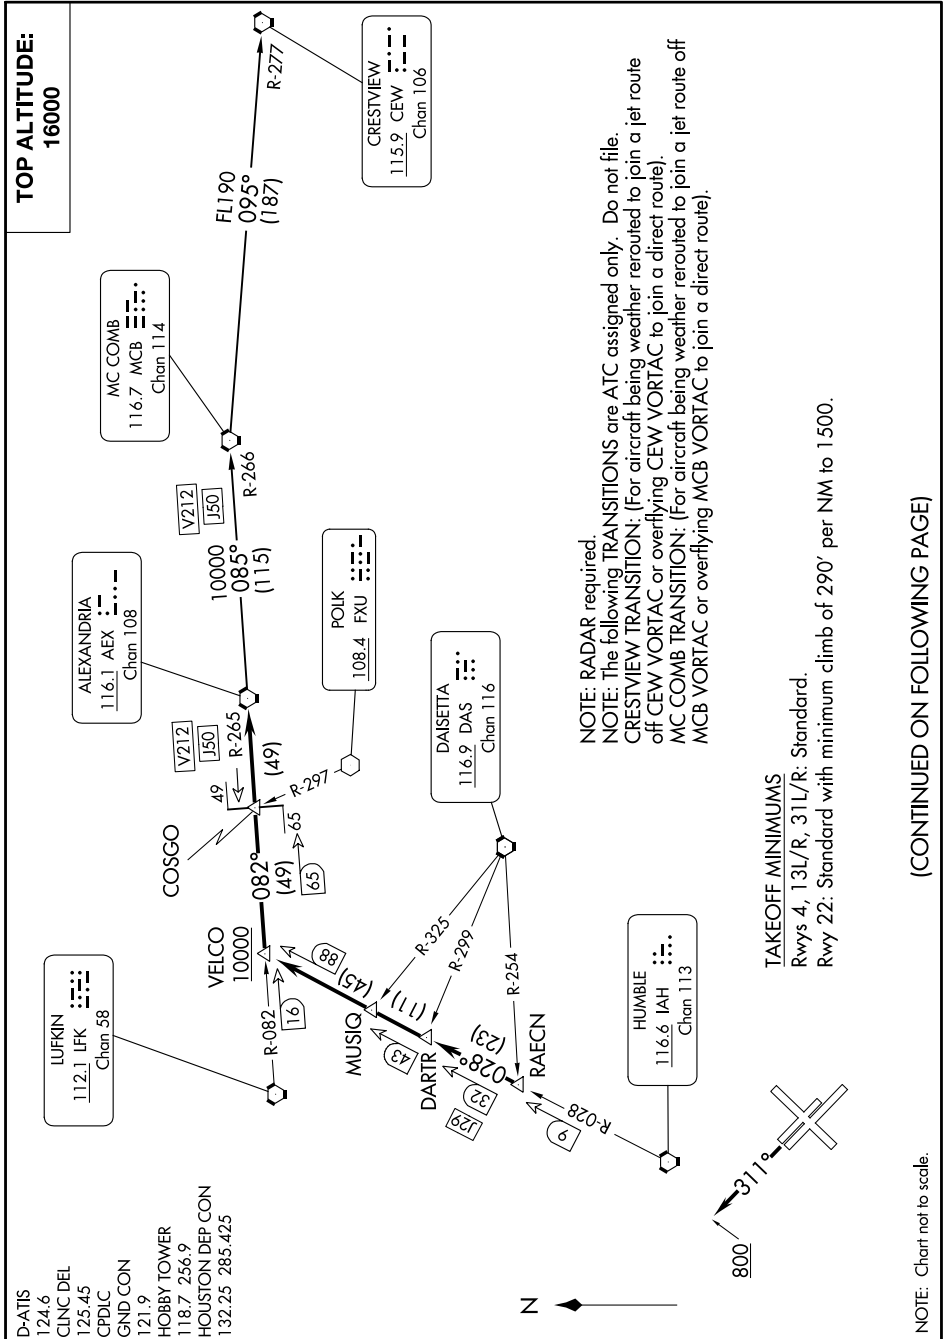 TOP ALTITUDE:
16000
D-ATIS
124.6
CLNC DEL
125.45
CPDLC
GND CON
121.9
HOBBY TOWER
118.7 256.9
HOUSTON DEP CON
132.25 285.425
LUFKIN
112.1 LFK
Chan 58
ALEXANDRIA
116.1 AEX
Chan 108
MC COMB
116.7 MCB
Chan 114
CRESTVIEW
115.9 CEW
Chan 106
POLK
108.4 FXU
DAISETTA
116.9 DAS
Chan 116
HUMBLE
116.6 IAH
Chan 113
R-277
FL190
095°
(187)
V212
J50
R-266
10000
085°
(115)
V212
J50
R-265
(49)
49
COSGO
R-297
65
65
082°
(49)
VELCO
10000
R-082
16
88
(45)
MUSIQ
(11)
43
DARTR
(23)
028°
32
J29
RAECN
R-028
9
R-325
R-299
R-254
311°
800
N
NOTE: RADAR required.
NOTE: The following TRANSITIONS are ATC assigned only. Do not file.
CRESTVIEW TRANSITION: (For aircraft being weather rerouted to join a jet route
off CEW VORTAC or overflying CEW VORTAC to join a direct route).
MC COMB TRANSITION: (For aircraft being weather rerouted to join a jet route off
MCB VORTAC or overflying MCB VORTAC to join a direct route).
TAKEOFF MINIMUMS
Rwys 4, 13L/R, 31L/R: Standard.
Rwy 22: Standard with minimum climb of 290' per NM to 1500.
(CONTINUED ON FOLLOWING PAGE)
NOTE: Chart not to scale.